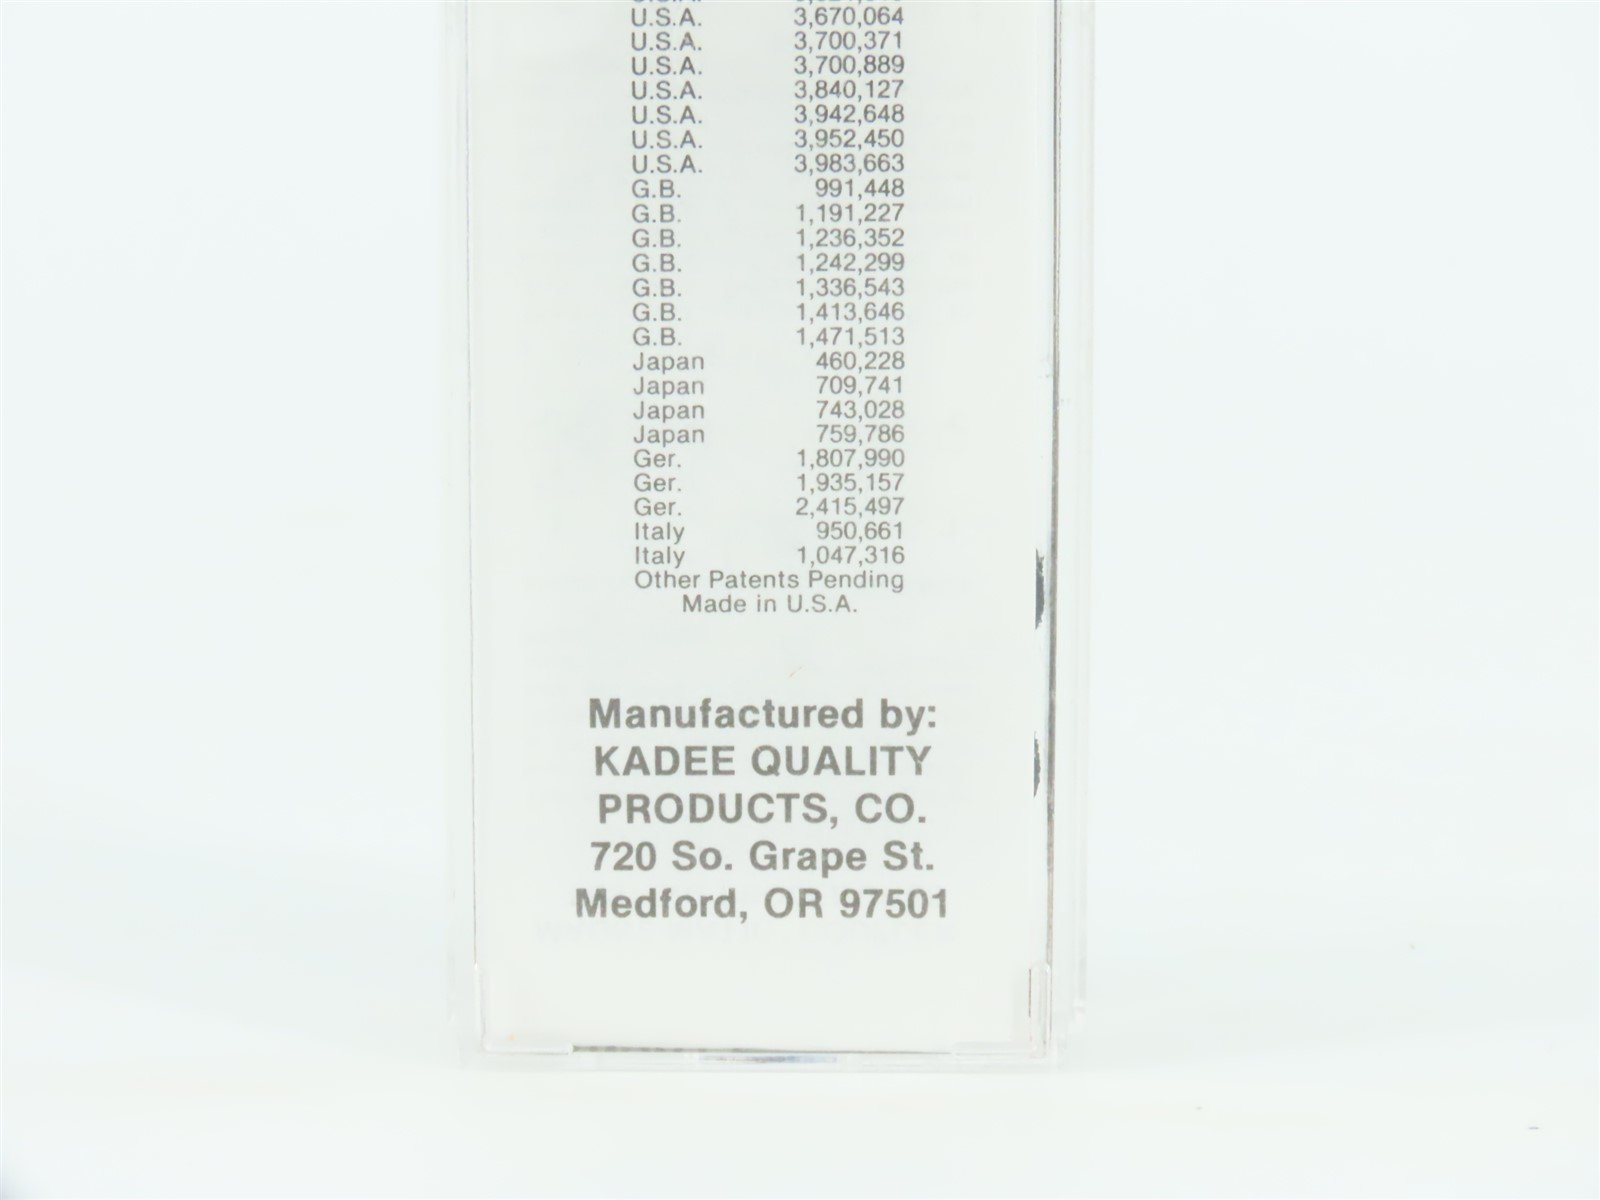 U.S.A. 3,670,064
U.S.A. 3,700,371
U.S.A. 3,700,889
U.S.A. 3,840,127
U.S.A. 3,942,648
U.S.A. 3,952,450
U.S.A. 3,983,663
G.B. 991,448
G.B. 1,191,227
G.B. 1,236,352
G.B. 1,242,299
G.B. 1,336,543
G.B. 1,413,646
G.B. 1,471,513
Japan 460,228
Japan 709,741
Japan 743,028
Japan 759,786
Ger. 1,807,990
Ger. 1,935,157
Ger. 2,415,497
Italy 950,661
Italy 1,047,316
Other Patents Pending
Made in U.S.A.
Manufactured by:
KADEE QUALITY
PRODUCTS, CO.
720 So. Grape St.
Medford, OR 97501